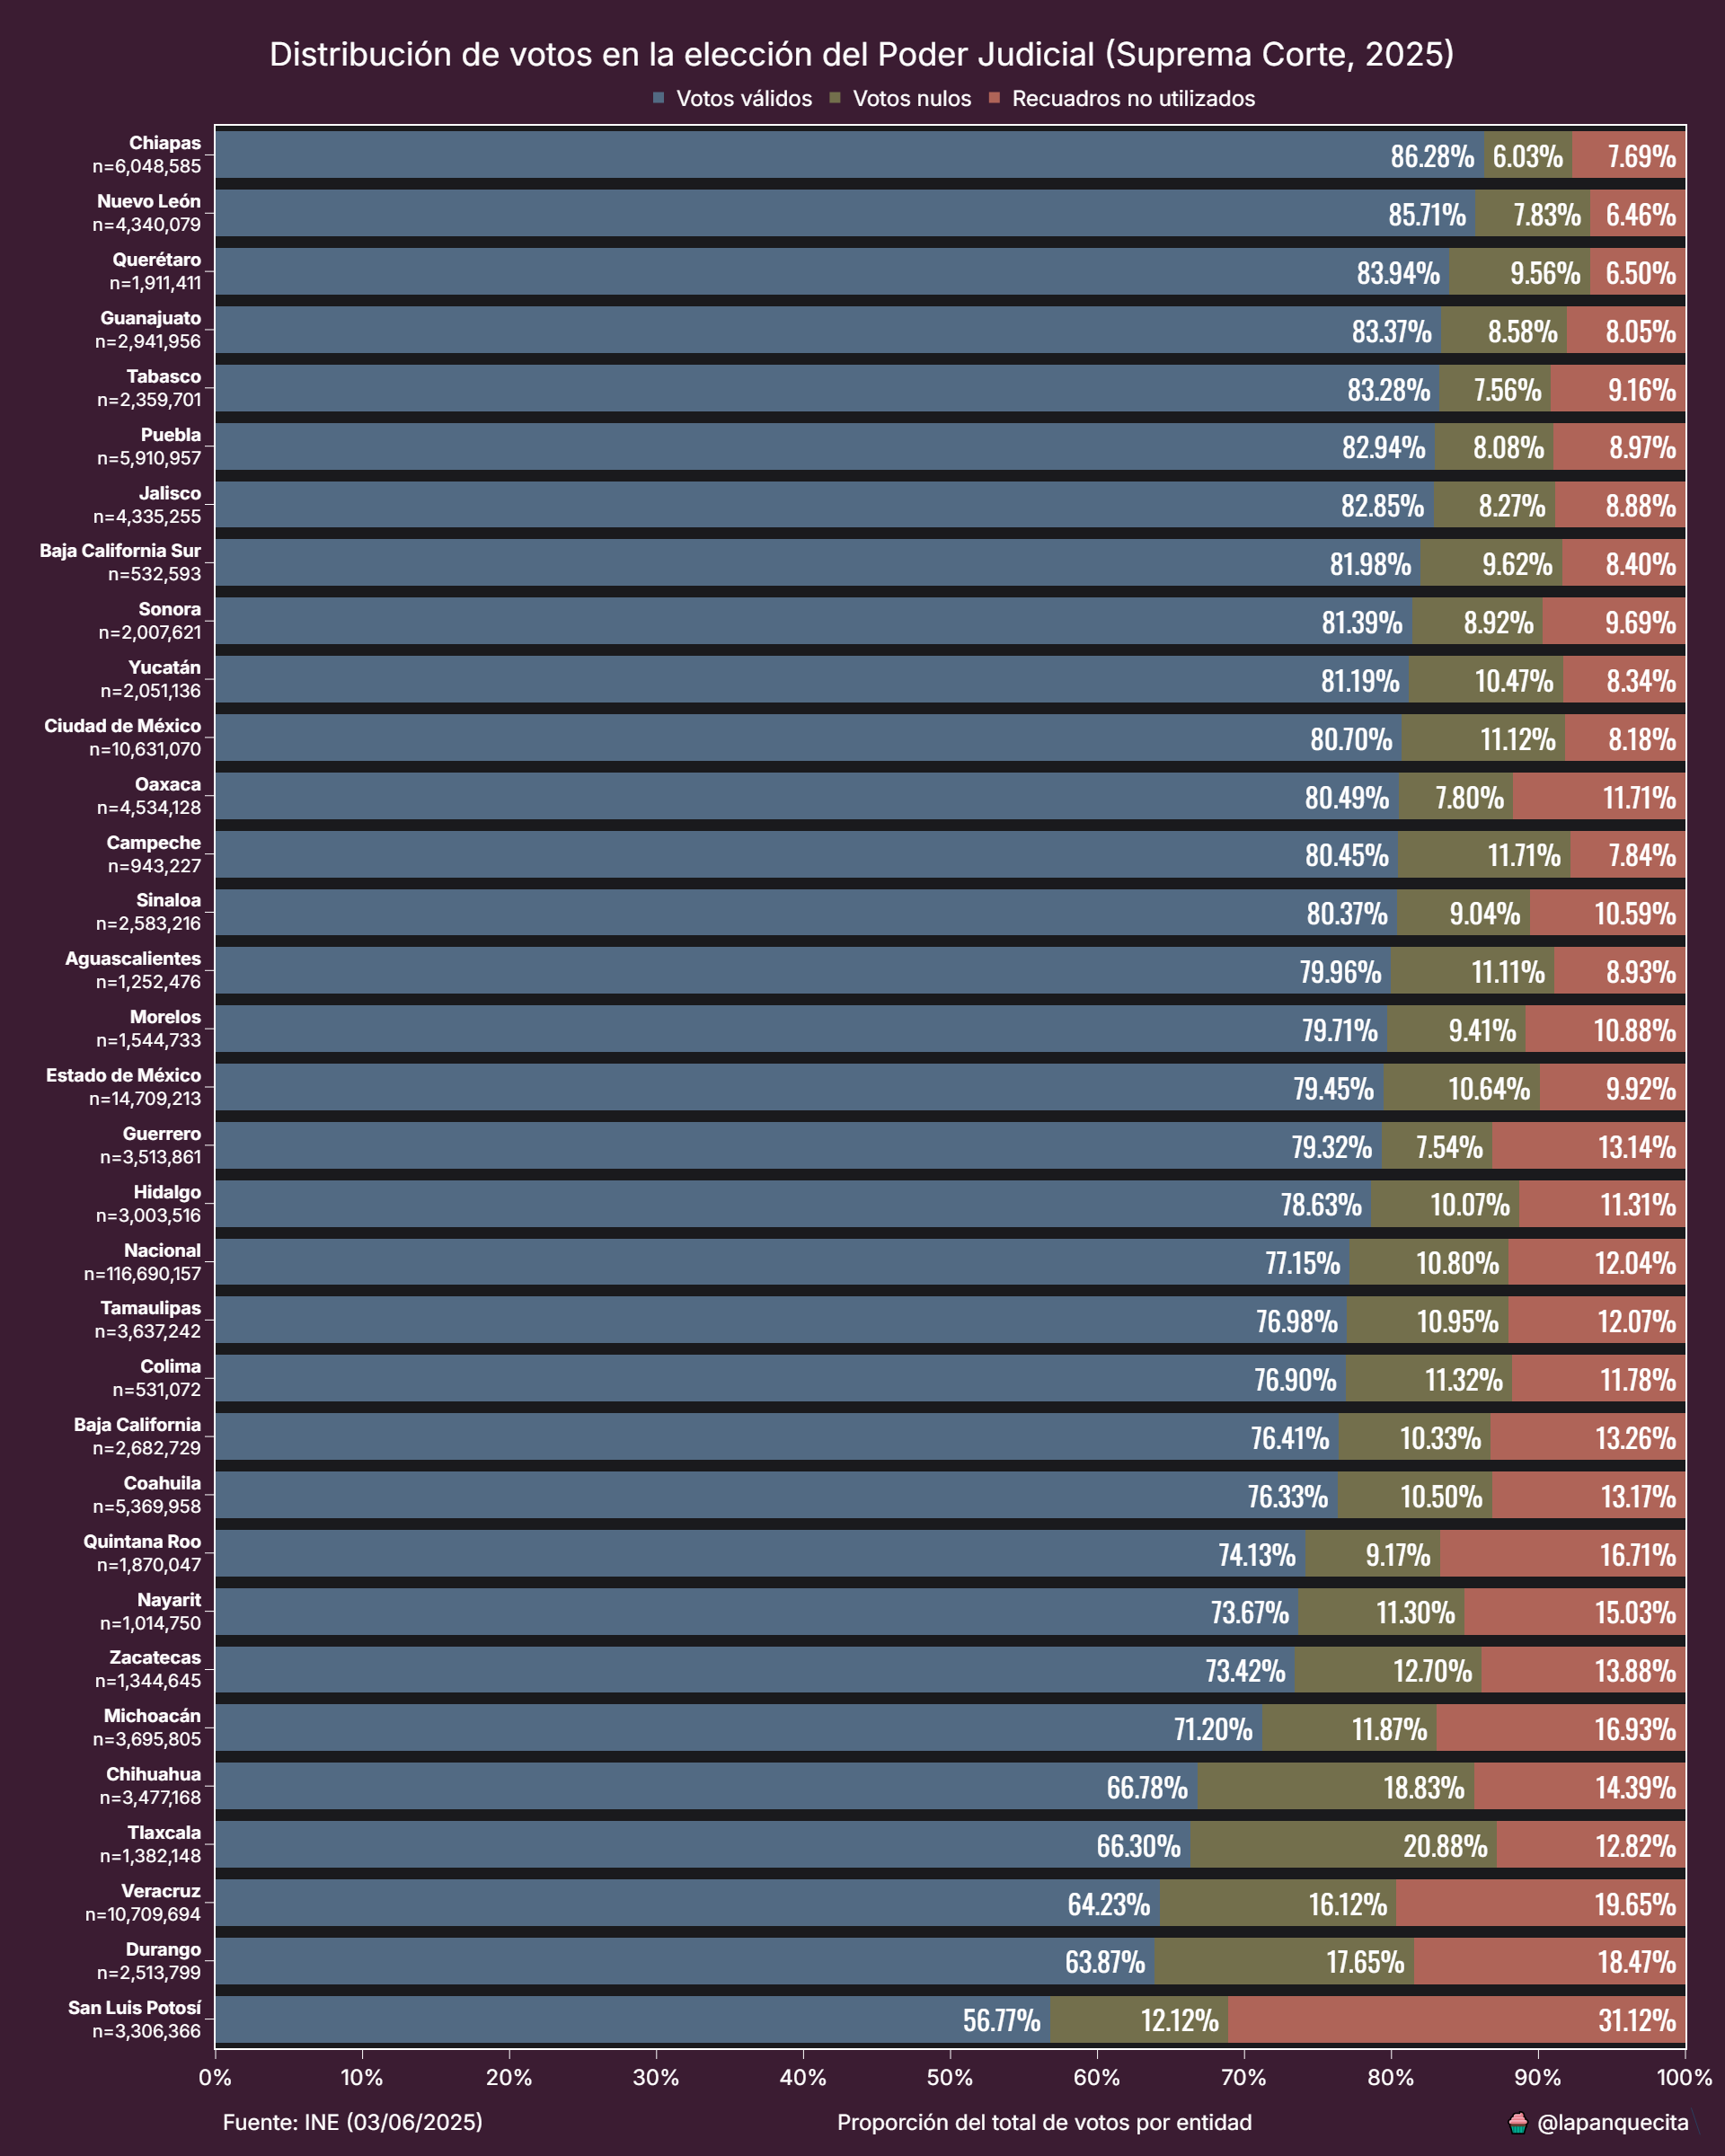 Distribución de votos en la elección del Poder Judicial (Suprema Corte, 2025)
Votos válidos Votos nulos Recuadros no utilizados
Chiapas
n=6,048,585
86.28% 6.03% 7.69%
Nuevo León
n=4,340,079
85.71% 7.83% 6.46%
Querétaro
n=1,911,411
83.94% 9.56% 6.50%
Guanajuato
n=2,941,956
83.37% 8.58% 8.05%
Tabasco
n=2,359,701
83.28% 7.56% 9.16%
Puebla
n=5,910,957
82.94% 8.08% 8.97%
Jalisco
n=4,335,255
82.85% 8.27% 8.88%
Baja California Sur
n=532,593
81.98% 9.62% 8.40%
Sonora
n=2,007,621
81.39% 8.92% 9.69%
Yucatán
n=2,051,136
81.19% 10.47% 8.34%
Ciudad de México
n=10,631,070
80.70% 11.12% 8.18%
Oaxaca
n=4,534,128
80.49% 7.80% 11.71%
Campeche
n=943,227
80.45% 11.71% 7.84%
Sinaloa
n=2,583,216
80.37% 9.04% 10.59%
Aguascalientes
n=1,252,476
79.96% 11.11% 8.93%
Morelos
n=1,544,733
79.71% 9.41% 10.88%
Estado de México
n=14,709,213
79.45% 10.64% 9.92%
Guerrero
n=3,513,861
79.32% 7.54% 13.14%
Hidalgo
n=3,003,516
78.63% 10.07% 11.31%
Nacional
n=116,690,157
77.15% 10.80% 12.04%
Tamaulipas
n=3,637,242
76.98% 10.95% 12.07%
Colima
n=531,072
76.90% 11.32% 11.78%
Baja California
n=2,682,729
76.41% 10.33% 13.26%
Coahuila
n=5,369,958
76.33% 10.50% 13.17%
Quintana Roo
n=1,870,047
74.13% 9.17% 16.71%
Nayarit
n=1,014,750
73.67% 11.30% 15.03%
Zacatecas
n=1,344,645
73.42% 12.70% 13.88%
Michoacán
n=3,695,805
71.20% 11.87% 16.93%
Chihuahua
n=3,477,168
66.78% 18.83% 14.39%
Tlaxcala
n=1,382,148
66.30% 20.88% 12.82%
Veracruz
n=10,709,694
64.23% 16.12% 19.65%
Durango
n=2,513,799
63.87% 17.65% 18.47%
San Luis Potosí
n=3,306,366
56.77% 12.12% 31.12%
0% 10% 20% 30% 40% 50% 60% 70% 80% 90% 100%
Fuente: INE (03/06/2025) Proporción del total de votos por entidad @lapanquecita